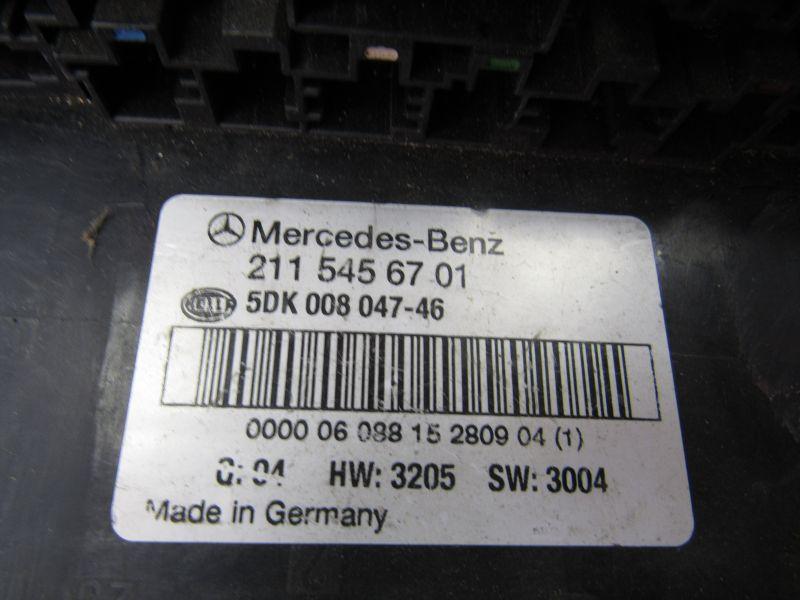 Mercedes-Benz
211 545 67 01
HELLA 5DK 008 047-46
0000 06 088 15 2809 04 (1)
HW: 3205 SW: 3004
Made in Germany